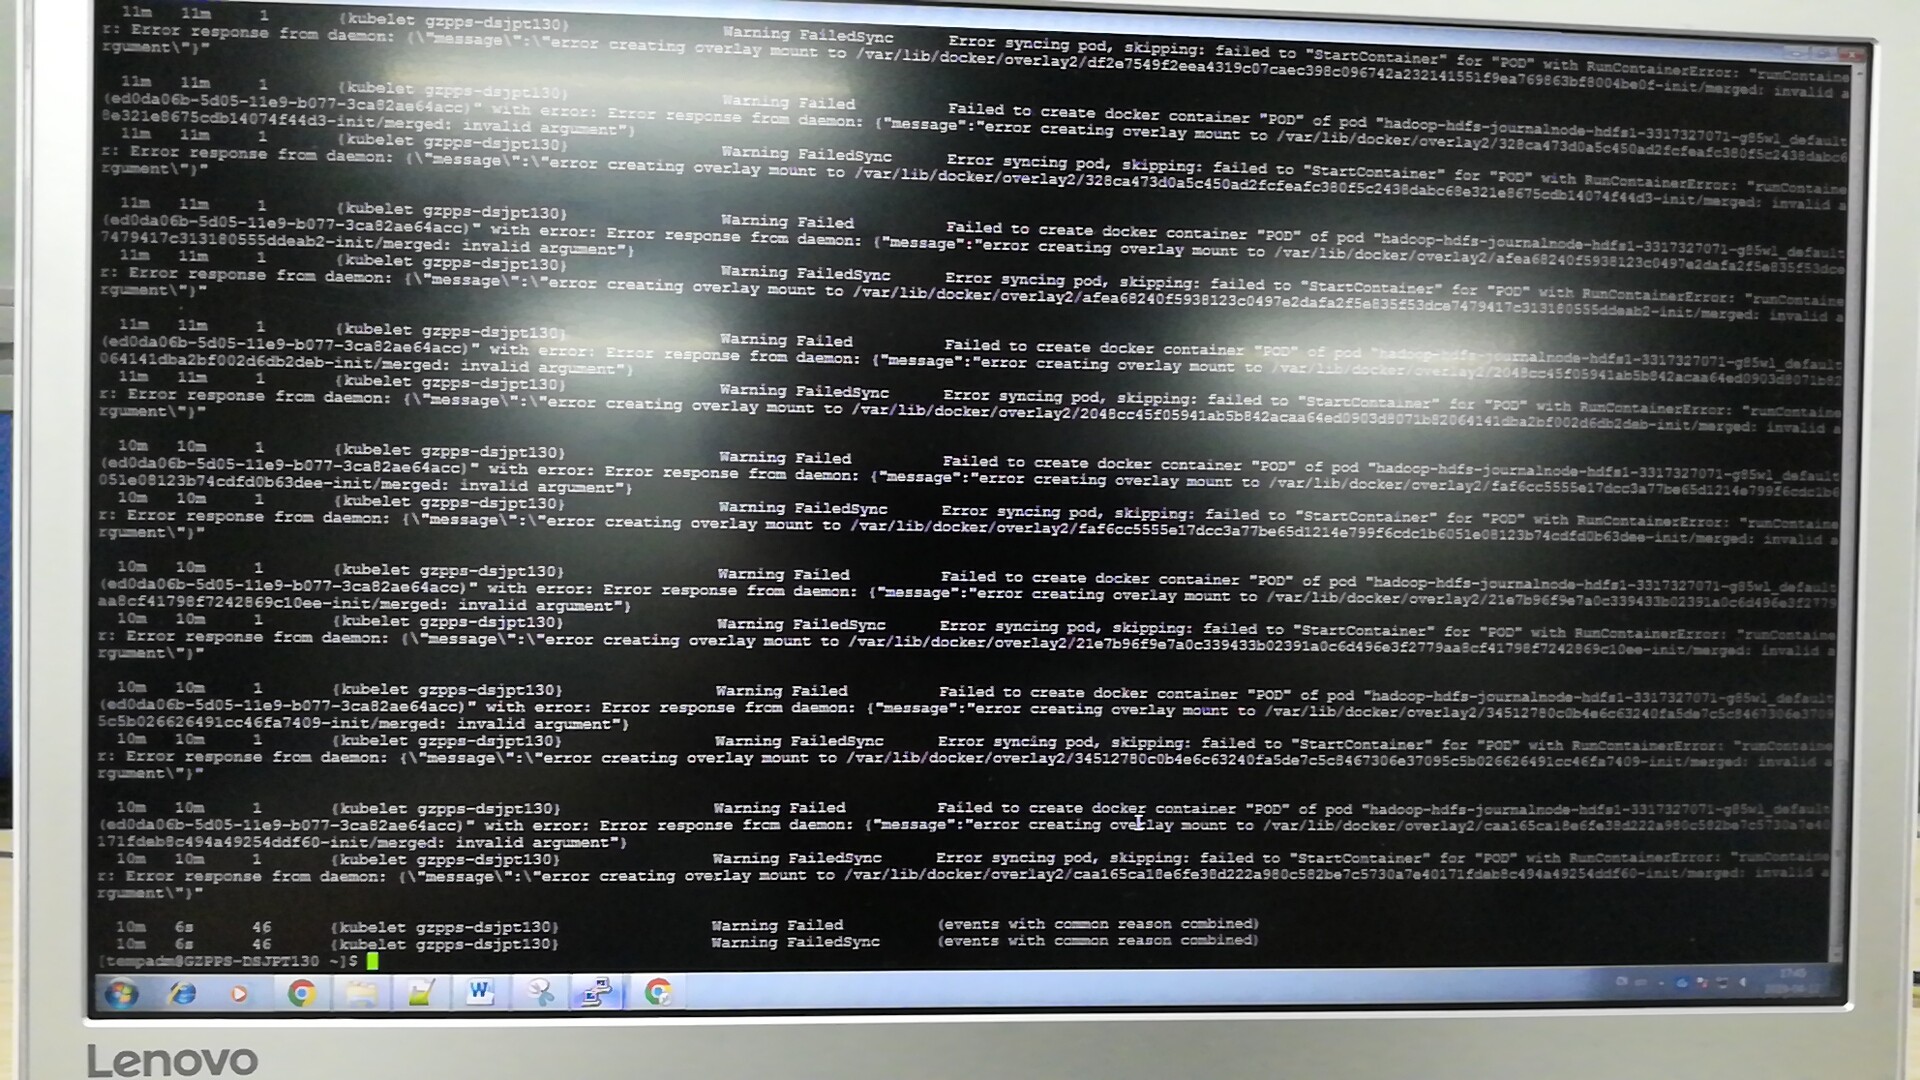 11m 11m 1 {kubelet gzpps-dsjpt130} Warning FailedSync Error syncing pod, skipping: failed to "StartContainer" for "POD" with RunContainerError: "runContaine
r: Error response from daemon: {\"message\":\"error creating overlay mount to /var/lib/docker/overlay2/df2e7549f2eea4319c07caec398c096742a232141551f9ea769863bf8004be0f-init/merged: invalid a
rgument\"}"
11m 11m 1 {kubelet gzpps-dsjpt130} Warning Failed Failed to create docker container "POD" of pod "hadoop-hdfs-journalnode-hdfs1-3317327071-g85wl_default
(ed0da06b-5d05-11e9-b077-3ca82ae64acc)" with error: Error response from daemon: {"message":"error creating overlay mount to /var/lib/docker/overlay2/328ca473d0a5c450ad2fcfeafc380f5c2438dabc6
8e321e8675cdb14074f44d3-init/merged: invalid argument"}
11m 11m 1 {kubelet gzpps-dsjpt130} Warning FailedSync Error syncing pod, skipping: failed to "StartContainer" for "POD" with RunContainerError: "runContaine
r: Error response from daemon: {\"message\":\"error creating overlay mount to /var/lib/docker/overlay2/328ca473d0a5c450ad2fcfeafc380f5c2438dabc68e321e8675cdb14074f44d3-init/merged: invalid a
rgument\"}"
11m 11m 1 {kubelet gzpps-dsjpt130} Warning Failed Failed to create docker container "POD" of pod "hadoop-hdfs-journalnode-hdfs1-3317327071-g85wl_default
(ed0da06b-5d05-11e9-b077-3ca82ae64acc)" with error: Error response from daemon: {"message":"error creating overlay mount to /var/lib/docker/overlay2/afea68240f5938123c0497e2dafa2f5e835f53dce
7479417c313180555ddeab2-init/merged: invalid argument"}
11m 11m 1 {kubelet gzpps-dsjpt130} Warning FailedSync Error syncing pod, skipping: failed to "StartContainer" for "POD" with RunContainerError: "runContaine
r: Error response from daemon: {\"message\":\"error creating overlay mount to /var/lib/docker/overlay2/afea68240f5938123c0497e2dafa2f5e835f53dce7479417c313180555ddeab2-init/merged: invalid a
rgument\"}"
11m 11m 1 {kubelet gzpps-dsjpt130} Warning Failed Failed to create docker container "POD" of pod "hadoop-hdfs-journalnode-hdfs1-3317327071-g85wl_default
(ed0da06b-5d05-11e9-b077-3ca82ae64acc)" with error: Error response from daemon: {"message":"error creating overlay mount to /var/lib/docker/overlay2/2048cc45f05941ab5b842acaa64ed0903d8071b82
064141dba2bf002d6db2deb-init/merged: invalid argument"}
11m 11m 1 {kubelet gzpps-dsjpt130} Warning FailedSync Error syncing pod, skipping: failed to "StartContainer" for "POD" with RunContainerError: "runContaine
r: Error response from daemon: {\"message\":\"error creating overlay mount to /var/lib/docker/overlay2/2048cc45f05941ab5b842acaa64ed0903d8071b82064141dba2bf002d6db2deb-init/merged: invalid a
rgument\"}"
10m 10m 1 {kubelet gzpps-dsjpt130} Warning Failed Failed to create docker container "POD" of pod "hadoop-hdfs-journalnode-hdfs1-3317327071-g85wl_default
(ed0da06b-5d05-11e9-b077-3ca82ae64acc)" with error: Error response from daemon: {"message":"error creating overlay mount to /var/lib/docker/overlay2/faf6cc5555e17dcc3a77be65d1214e799f6cdc1b6
051e08123b74cdfd0b63dee-init/merged: invalid argument"}
10m 10m 1 {kubelet gzpps-dsjpt130} Warning FailedSync Error syncing pod, skipping: failed to "StartContainer" for "POD" with RunContainerError: "runContaine
r: Error response from daemon: {\"message\":\"error creating overlay mount to /var/lib/docker/overlay2/faf6cc5555e17dcc3a77be65d1214e799f6cdc1b6051e08123b74cdfd0b63dee-init/merged: invalid a
rgument\"}"
10m 10m 1 {kubelet gzpps-dsjpt130} Warning Failed Failed to create docker container "POD" of pod "hadoop-hdfs-journalnode-hdfs1-3317327071-g85wl_default
(ed0da06b-5d05-11e9-b077-3ca82ae64acc)" with error: Error response from daemon: {"message":"error creating overlay mount to /var/lib/docker/overlay2/21e7b96f9e7a0c339433b02391a0c6d496e3f2779
aa8cf41798f7242869c10ee-init/merged: invalid argument"}
10m 10m 1 {kubelet gzpps-dsjpt130} Warning FailedSync Error syncing pod, skipping: failed to "StartContainer" for "POD" with RunContainerError: "runContaine
r: Error response from daemon: {\"message\":\"error creating overlay mount to /var/lib/docker/overlay2/21e7b96f9e7a0c339433b02391a0c6d496e3f2779aa8cf41798f7242869c10ee-init/merged: invalid a
rgument\"}"
10m 10m 1 {kubelet gzpps-dsjpt130} Warning Failed Failed to create docker container "POD" of pod "hadoop-hdfs-journalnode-hdfs1-3317327071-g85wl_default
(ed0da06b-5d05-11e9-b077-3ca82ae64acc)" with error: Error response from daemon: {"message":"error creating overlay mount to /var/lib/docker/overlay2/34512780c0b4e6c63240fa5de7c5c8467306e3709
5c5b026626491cc46fa7409-init/merged: invalid argument"}
10m 10m 1 {kubelet gzpps-dsjpt130} Warning FailedSync Error syncing pod, skipping: failed to "StartContainer" for "POD" with RunContainerError: "runContaine
r: Error response from daemon: {\"message\":\"error creating overlay mount to /var/lib/docker/overlay2/34512780c0b4e6c63240fa5de7c5c8467306e37095c5b026626491cc46fa7409-init/merged: invalid a
rgument\"}"
10m 10m 1 {kubelet gzpps-dsjpt130} Warning Failed Failed to create docker container "POD" of pod "hadoop-hdfs-journalnode-hdfs1-3317327071-g85wl_default
(ed0da06b-5d05-11e9-b077-3ca82ae64acc)" with error: Error response from daemon: {"message":"error creating overlay mount to /var/lib/docker/overlay2/caa165ca18e6fe38d222a980c582be7c5730a7e40
171fdeb8c494a49254ddf60-init/merged: invalid argument"}
10m 10m 1 {kubelet gzpps-dsjpt130} Warning FailedSync Error syncing pod, skipping: failed to "StartContainer" for "POD" with RunContainerError: "runContaine
r: Error response from daemon: {\"message\":\"error creating overlay mount to /var/lib/docker/overlay2/caa165ca18e6fe38d222a980c582be7c5730a7e40171fdeb8c494a49254ddf60-init/merged: invalid a
rgument\"}"
10m 6s 46 {kubelet gzpps-dsjpt130} Warning Failed (events with common reason combined)
10m 6s 46 {kubelet gzpps-dsjpt130} Warning FailedSync (events with common reason combined)
[tempadm@GZPPS-DSJPT130 ~]$
Lenovo